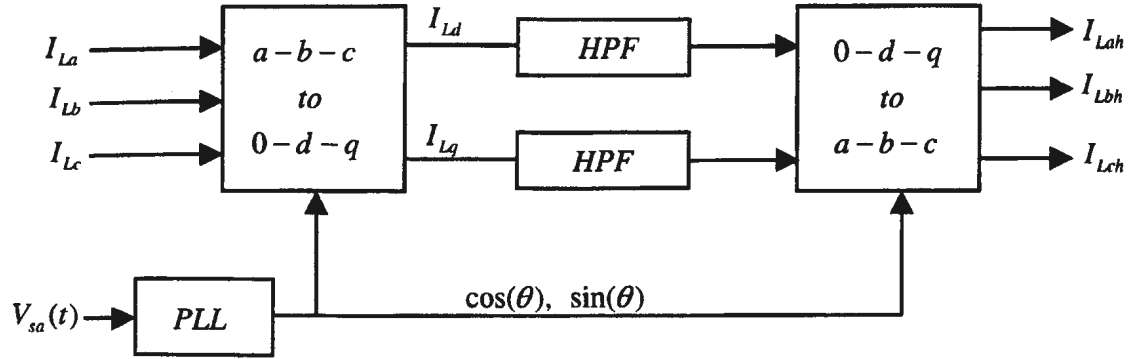 I_La
I_Lb
I_Lc
a − b − c
to
0 − d − q
I_Ld
HPF
I_Lq
HPF
0 − d − q
to
a − b − c
I_Lah
I_Lbh
I_Lch
V_sa(t)
PLL
cos(θ), sin(θ)